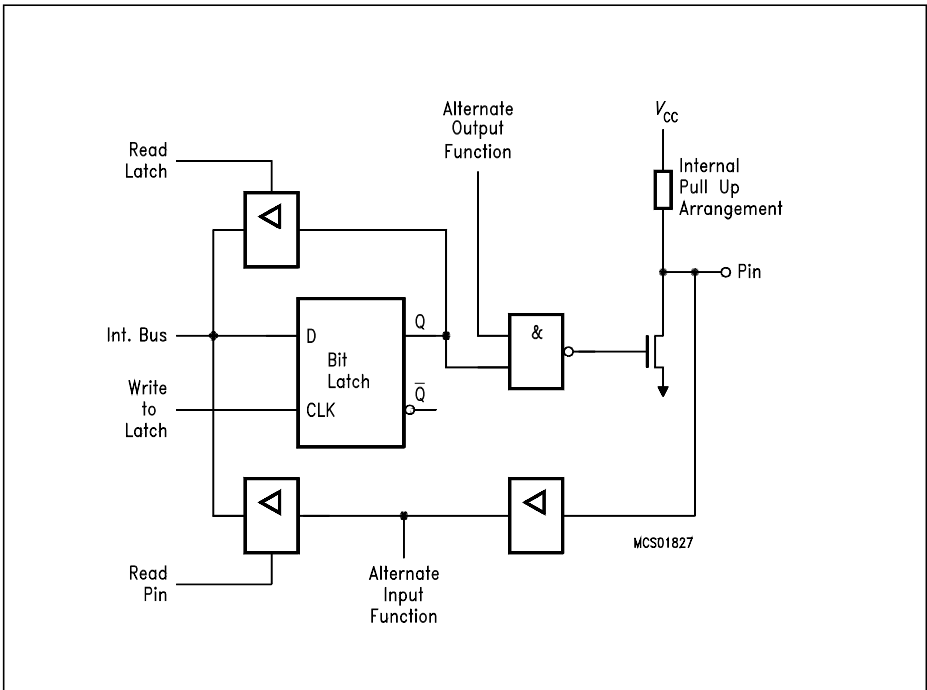 Alternate
Output
Function
VCC
Read
Latch
Internal
Pull Up
Arrangement
Pin
Int. Bus
D
Q
&
Bit
Latch
Write
to
Latch
CLK
Q̅
MCS01827
Read
Pin
Alternate
Input
Function